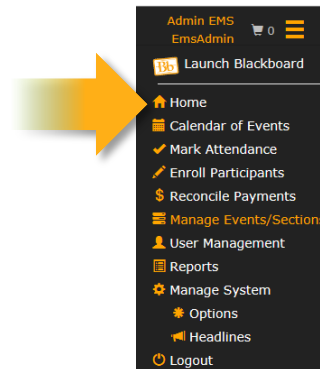 Admin EMS
EmsAdmin 0
Bb Launch Blackboard
Home
Calendar of Events
Mark Attendance
Enroll Participants
$ Reconcile Payments
Manage Events/Sections
User Management
Reports
Manage System
Options
Headlines
Logout